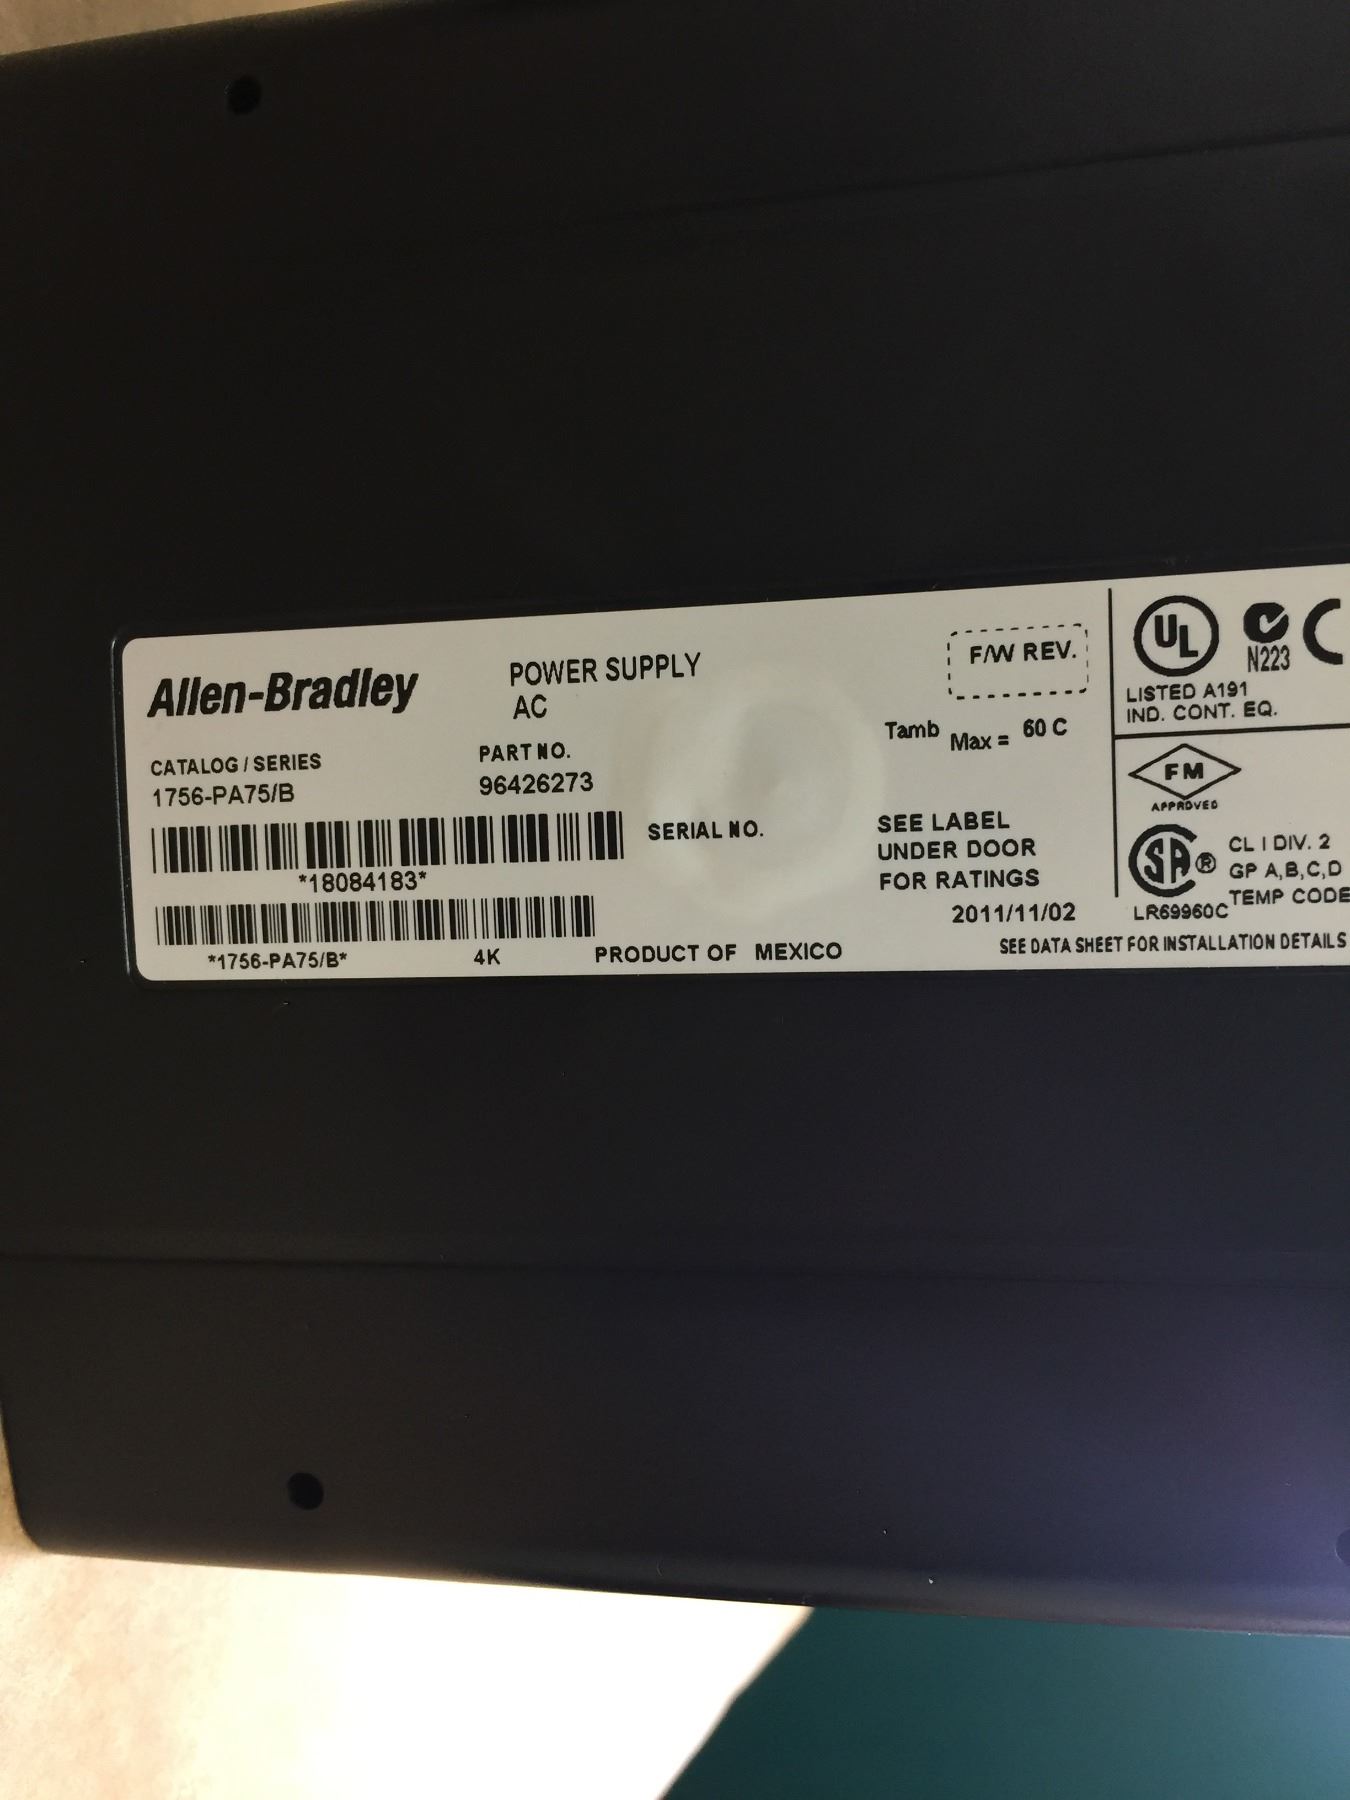 Allen-Bradley
POWER SUPPLY
AC
CATALOG / SERIES
1756-PA75/B
PART NO.
96426273
*18084183*
SERIAL NO.
*1756-PA75/B*
4K
PRODUCT OF MEXICO
F/W REV.
Tamb Max = 60 C
SEE LABEL
UNDER DOOR
FOR RATINGS
2011/11/02
UL
LISTED A191
IND. CONT. EQ.
N223
FM
APPROVED
SA®
LR69960C
CL I DIV. 2
GP A,B,C,D
TEMP CODE
SEE DATA SHEET FOR INSTALLATION DETAILS